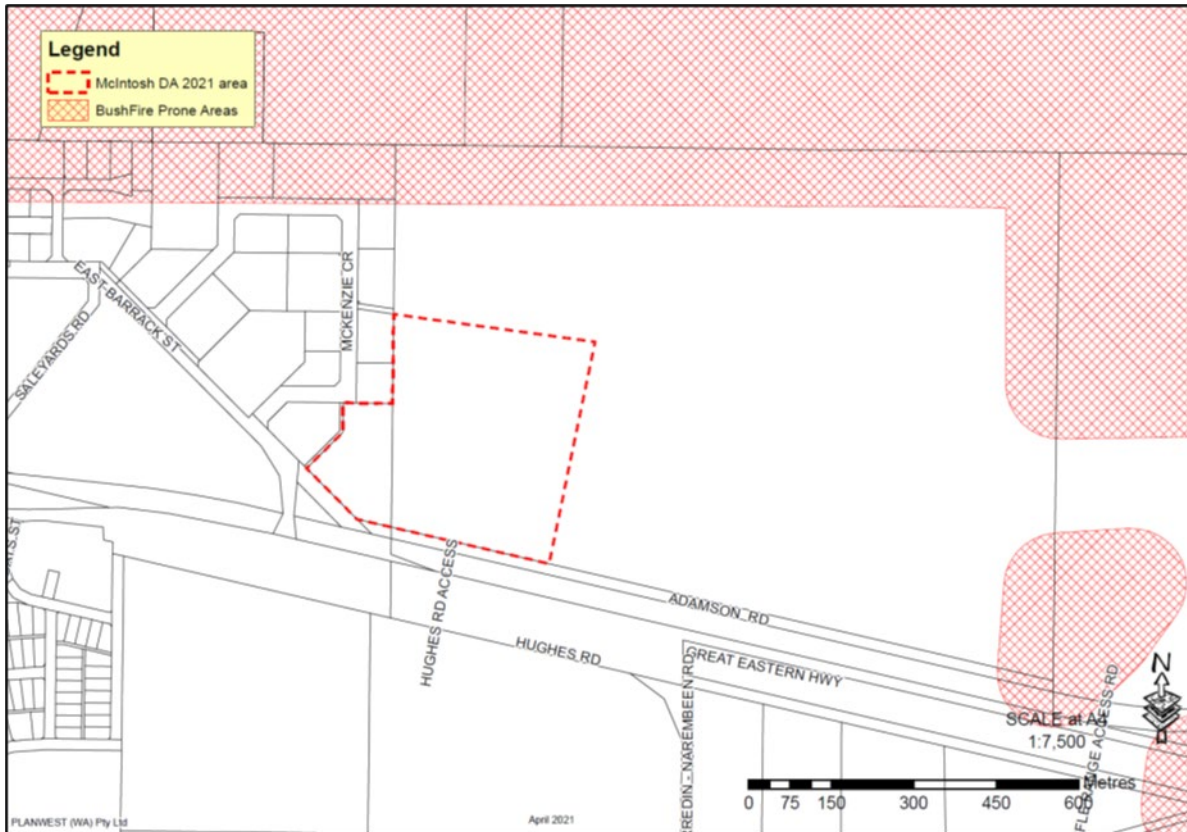 Legend
McIntosh DA 2021 area
BushFire Prone Areas
EAST BARRACK ST
MCKENZIE CR
SALEYARDS RD
HUGHES RD ACCESS
ADAMSON RD
HUGHES RD
GREAT EASTERN HWY
N
SCALE at A4
1:7,500
Metres
0 75 150 300 450 600
RREDIN - NAREMBEEN RD
ACCESS RD
PLANWEST (WA) Pty Ltd
April 2021